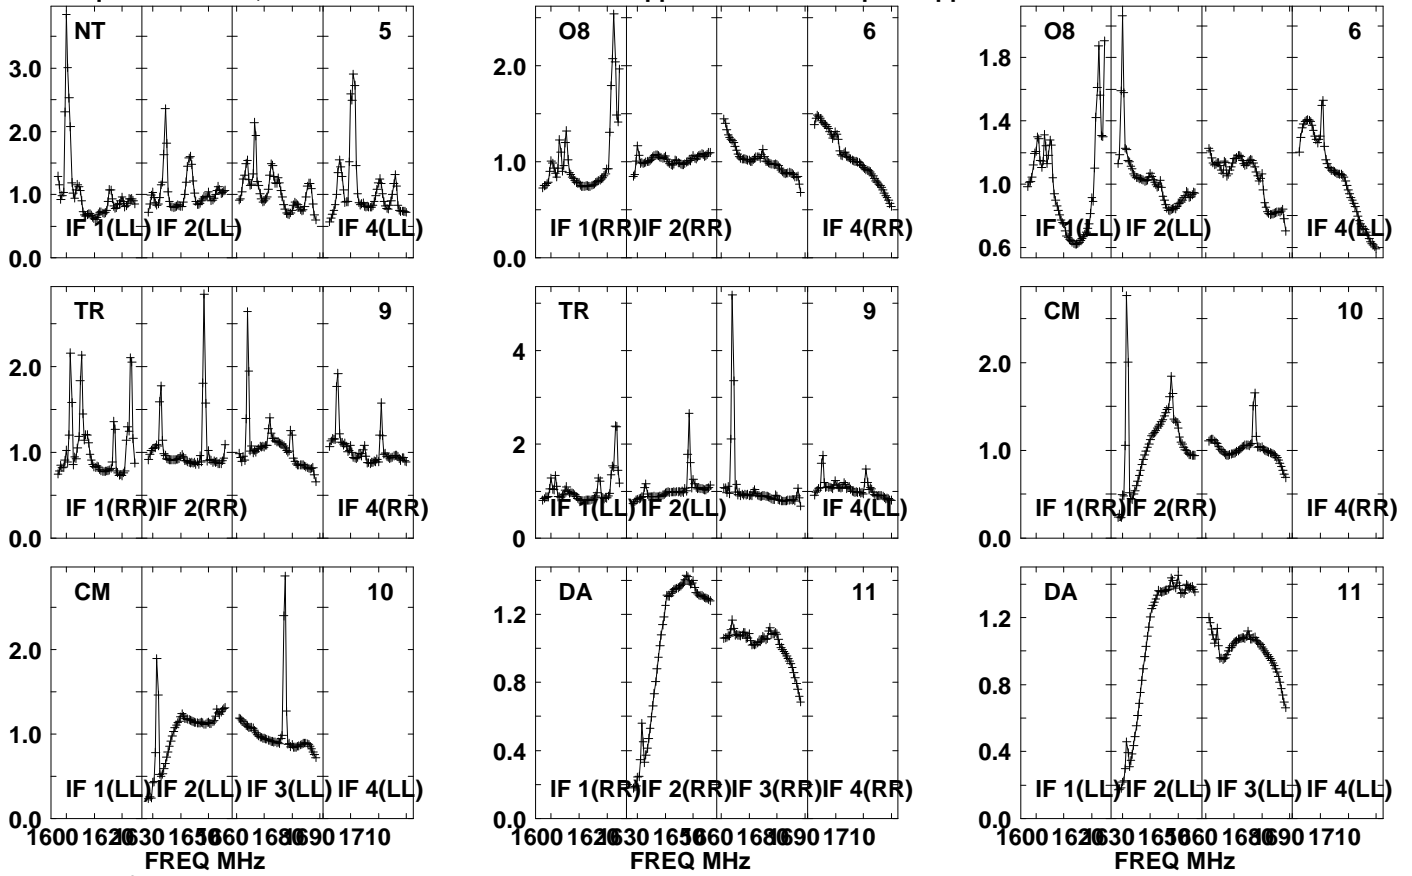 NT 5 O8 6 O8 6
3.0 2.0 1.8
2.0 1.4
1.0 1.0 1.0
0.0 0.0 0.6
IF 1(LL) IF 2(LL) IF 4(LL) IF 1(RR) IF 2(RR) IF 4(RR) IF 1(LL) IF 2(LL) IF 4(LL)
TR 9 TR 9 CM 10
2.0 4 2.0
1.0 2 1.0
0.0 0 0.0
IF 1(RR) IF 2(RR) IF 4(RR) IF 1(LL) IF 2(LL) IF 4(LL) IF 1(RR) IF 2(RR) IF 4(RR)
CM 10 DA 11 DA 11
2.0 1.2 1.2
1.0 0.8 0.8
0.4 0.4
0.0 0.0 0.0
IF 1(LL) IF 2(LL) IF 3(LL) IF 4(LL) IF 1(RR) IF 2(RR) IF 3(RR) IF 4(RR) IF 1(LL) IF 2(LL) IF 3(LL) IF 4(LL)
1600 1620 1630 1650 1660 1680 1690 1710 1600 1620 1630 1650 1660 1680 1690 1710 1600 1620 1630 1650 1660 1680 1690 1710
FREQ MHz FREQ MHz FREQ MHz